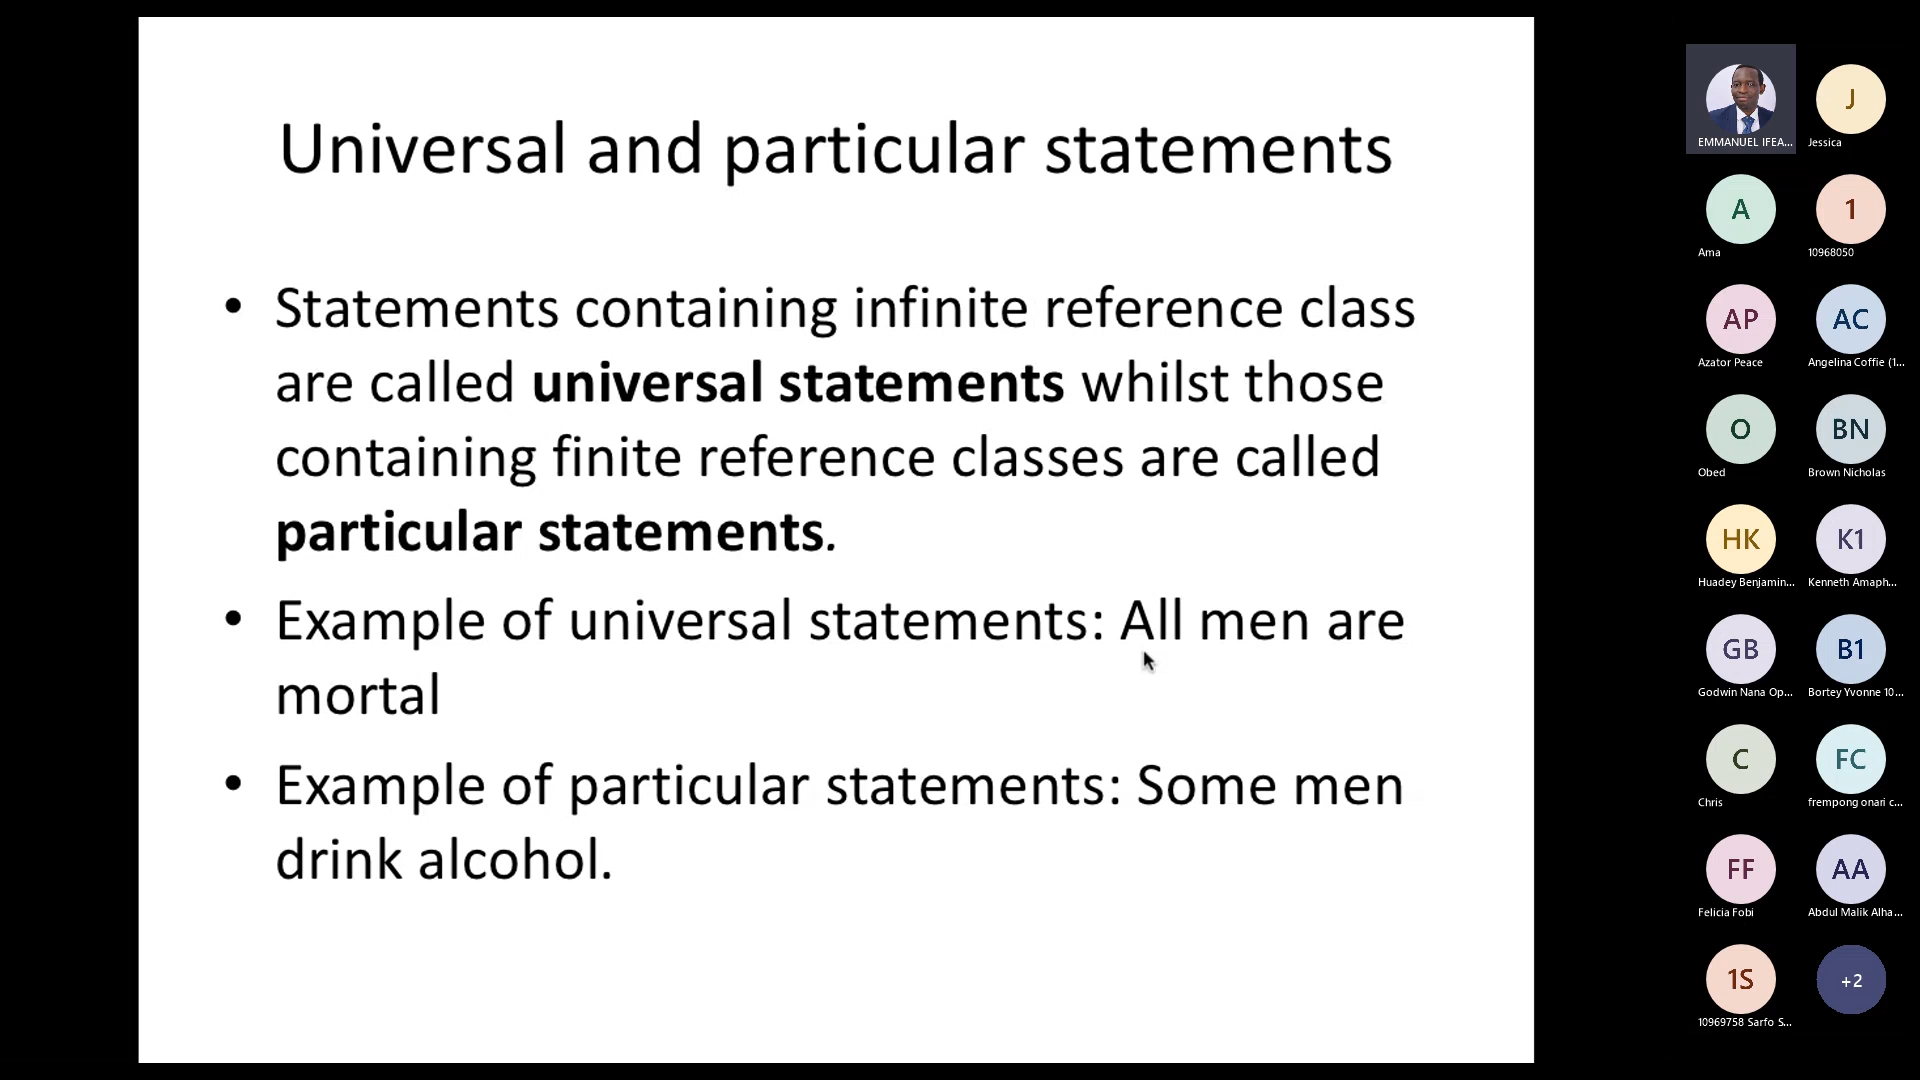 Universal and particular statements
• Statements containing infinite reference class
are called universal statements whilst those
containing finite reference classes are called
particular statements.
• Example of universal statements: All men are
mortal
• Example of particular statements: Some men
drink alcohol.
EMMANUEL IFEA...
J
Jessica
A
Ama
1
10968050
AP
Azator Peace
AC
Angelina Coffie (1...
O
Obed
BN
Brown Nicholas
HK
Huadey Benjamin...
K1
Kenneth Amaph...
GB
Godwin Nana Op...
B1
Bortey Yvonne 10...
C
Chris
FC
frempong onari c...
FF
Felicia Fobi
AA
Abdul Malik Alha...
1S
10969758 Sarfo S...
+2